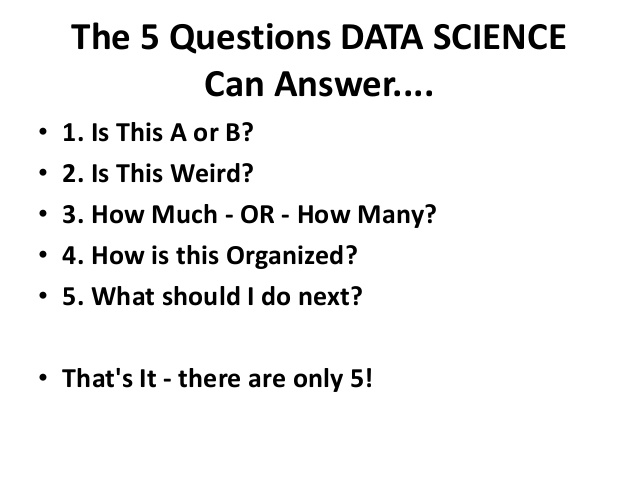 The 5 Questions DATA SCIENCE
Can Answer....
• 1. Is This A or B?
• 2. Is This Weird?
• 3. How Much - OR - How Many?
• 4. How is this Organized?
• 5. What should I do next?
• That's It - there are only 5!